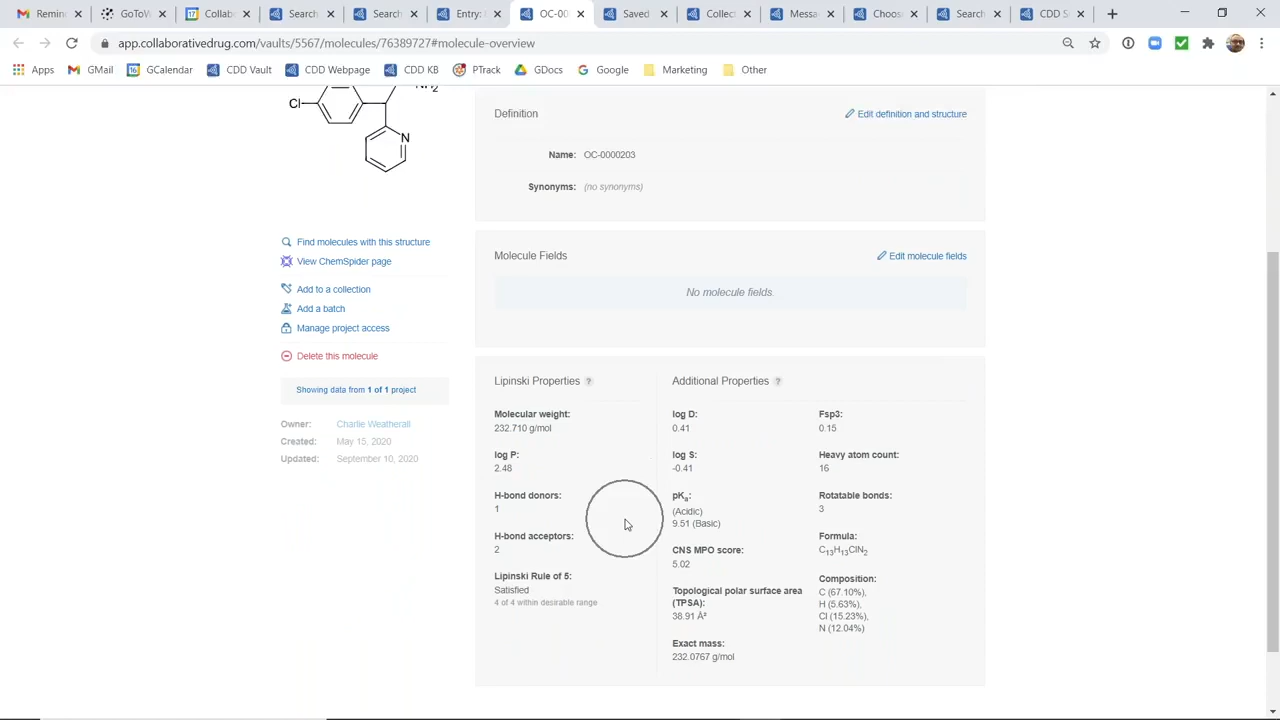 Remin
GoToW
Collab
Search
Search
Entry:
OC-00
Saved
Collect
Messa
Choos
Search
CDD S
app.collaborativedrug.com/vaults/5567/molecules/76389727#molecule-overview
Apps
GMail
GCalendar
CDD Vault
CDD Webpage
CDD KB
PTrack
GDocs
Google
Marketing
Other
NH2
Cl
N
Find molecules with this structure
View ChemSpider page
Add to a collection
Add a batch
Manage project access
Delete this molecule
Showing data from 1 of 1 project
Owner: Charlie Weatherall
Created: May 15, 2020
Updated: September 10, 2020
Definition
Edit definition and structure
Name: OC-0000203
Synonyms: (no synonyms)
Molecule Fields
Edit molecule fields
No molecule fields.
Lipinski Properties ?
Molecular weight:
232.710 g/mol
log P:
2.48
H-bond donors:
1
H-bond acceptors:
2
Lipinski Rule of 5:
Satisfied
4 of 4 within desirable range
Additional Properties ?
log D:
0.41
log S:
-0.41
pKa:
(Acidic)
9.51 (Basic)
CNS MPO score:
5.02
Topological polar surface area
(TPSA):
38.91 Å²
Exact mass:
232.0767 g/mol
Fsp3:
0.15
Heavy atom count:
16
Rotatable bonds:
3
Formula:
C13H13ClN2
Composition:
C (67.10%),
H (5.63%),
Cl (15.23%),
N (12.04%)